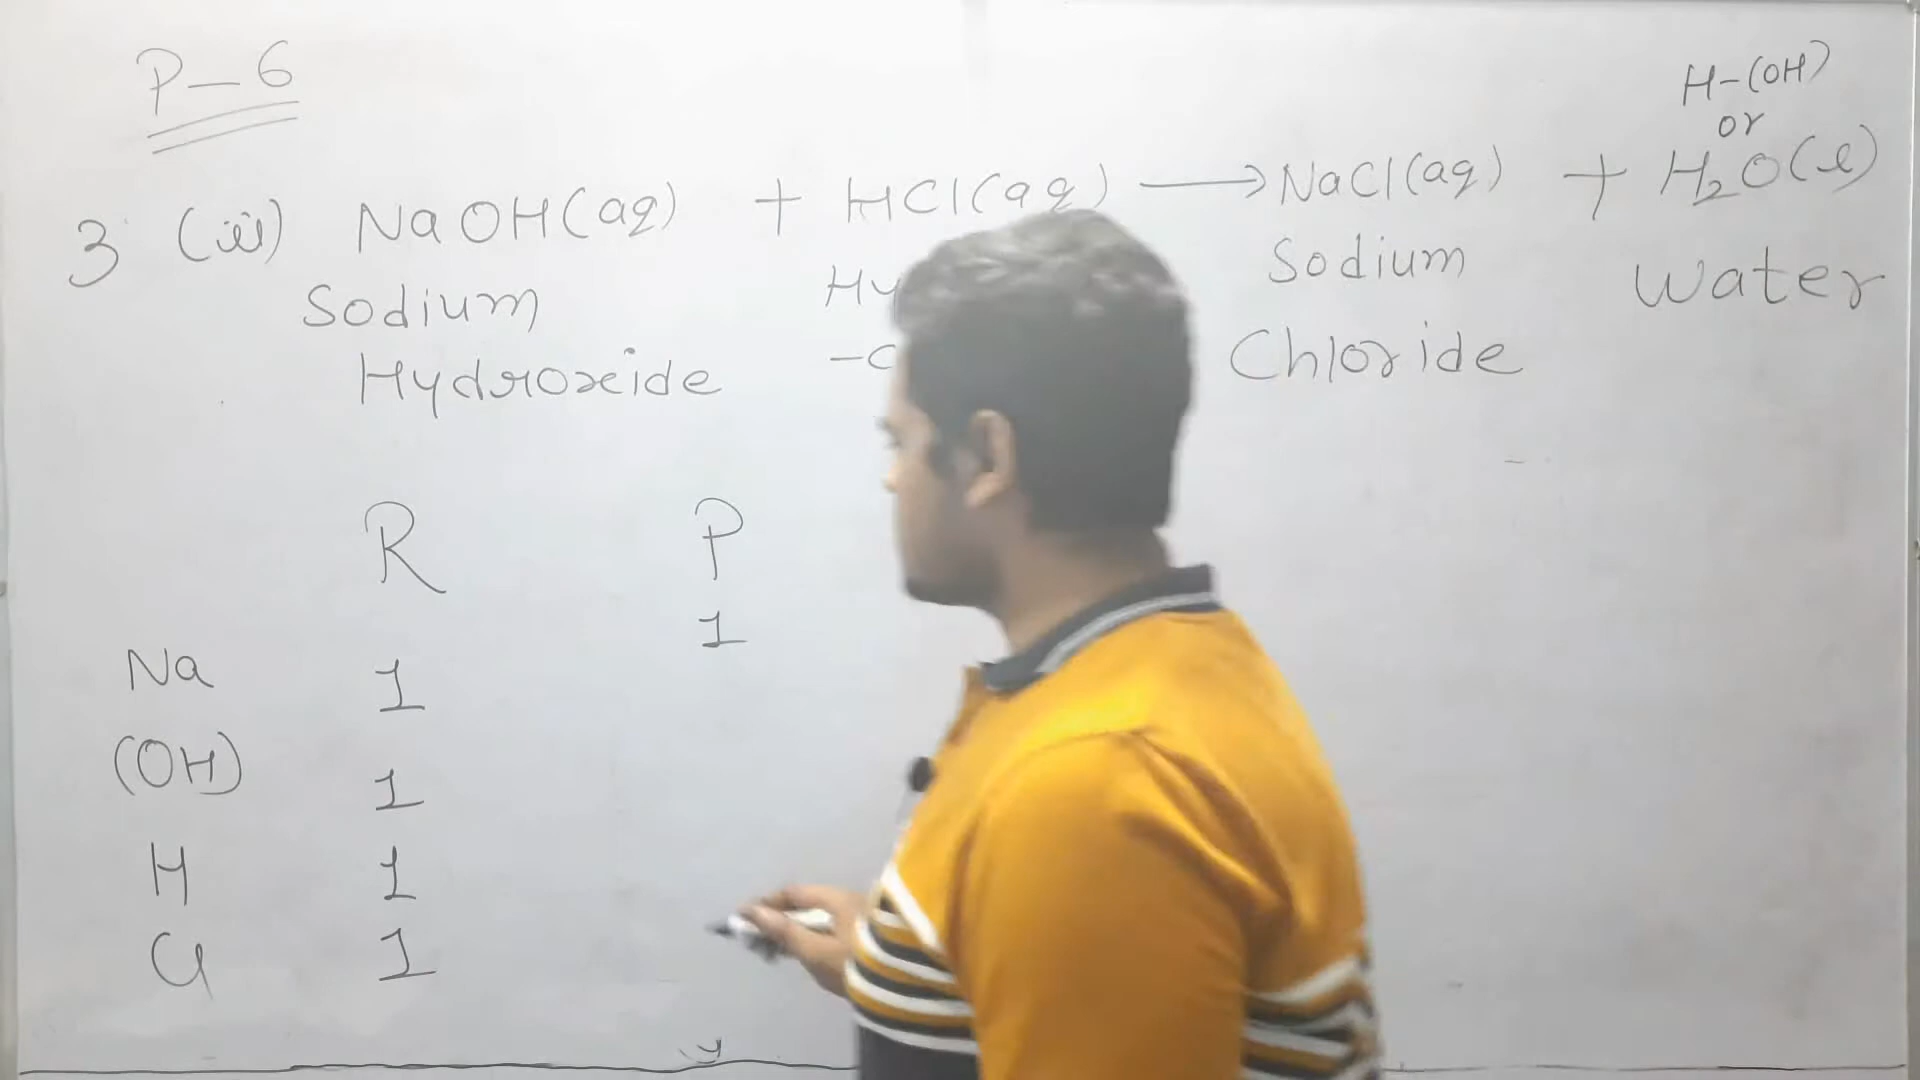 P-6
H-(OH)
or
3 (iii) NaOH(aq) + HCl(aq) → NaCl(aq) + H₂O(l)
Sodium Hy Sodium Water
Hydroxide -C Chloride
R P
1
Na 1
(OH) 1
H 1
Cl 1